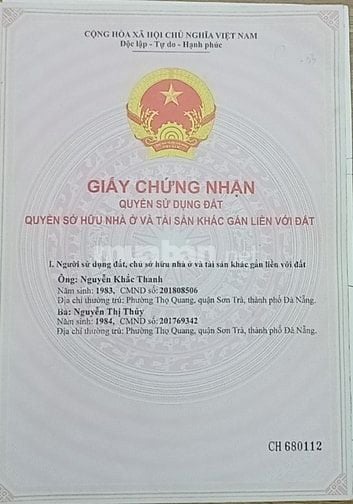 CỘNG HÒA XÃ HỘI CHỦ NGHĨA VIỆT NAM
Độc lập - Tự do - Hạnh phúc
VIỆT NAM
GIẤY CHỨNG NHẬN
QUYỀN SỬ DỤNG ĐẤT
QUYỀN SỞ HỮU NHÀ Ở VÀ TÀI SẢN KHÁC GẮN LIỀN VỚI ĐẤT
I. Người sử dụng đất, chủ sở hữu nhà ở và tài sản khác gắn liền với đất
Ông: Nguyễn Khắc Thanh
Năm sinh: 1983, CMND số: 201808506
Địa chỉ thường trú: Phường Thọ Quang, quận Sơn Trà, thành phố Đà Nẵng.
Bà: Nguyễn Thị Thủy
Năm sinh: 1984, CMND số: 201769342
Địa chỉ thường trú: Phường Thọ Quang, quận Sơn Trà, thành phố Đà Nẵng.
CH 680112